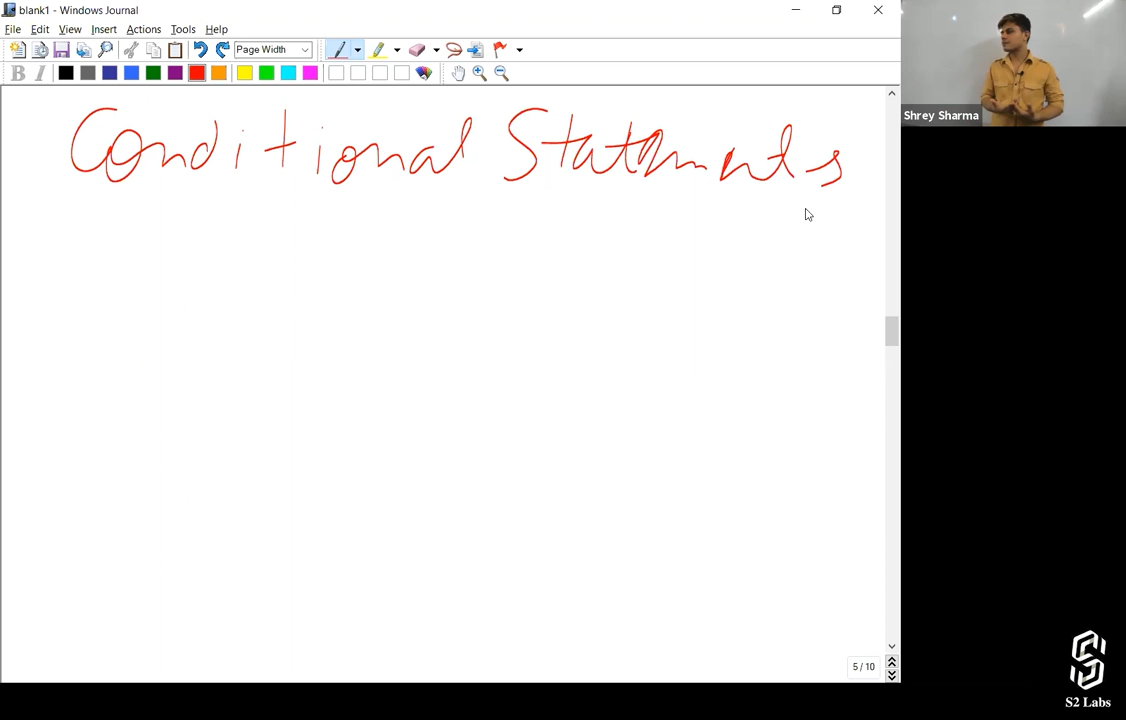 blank1 - Windows Journal
File Edit View Insert Actions Tools Help
Page Width
B I
Conditional Statements
5 / 10
Shrey Sharma
S2 Labs